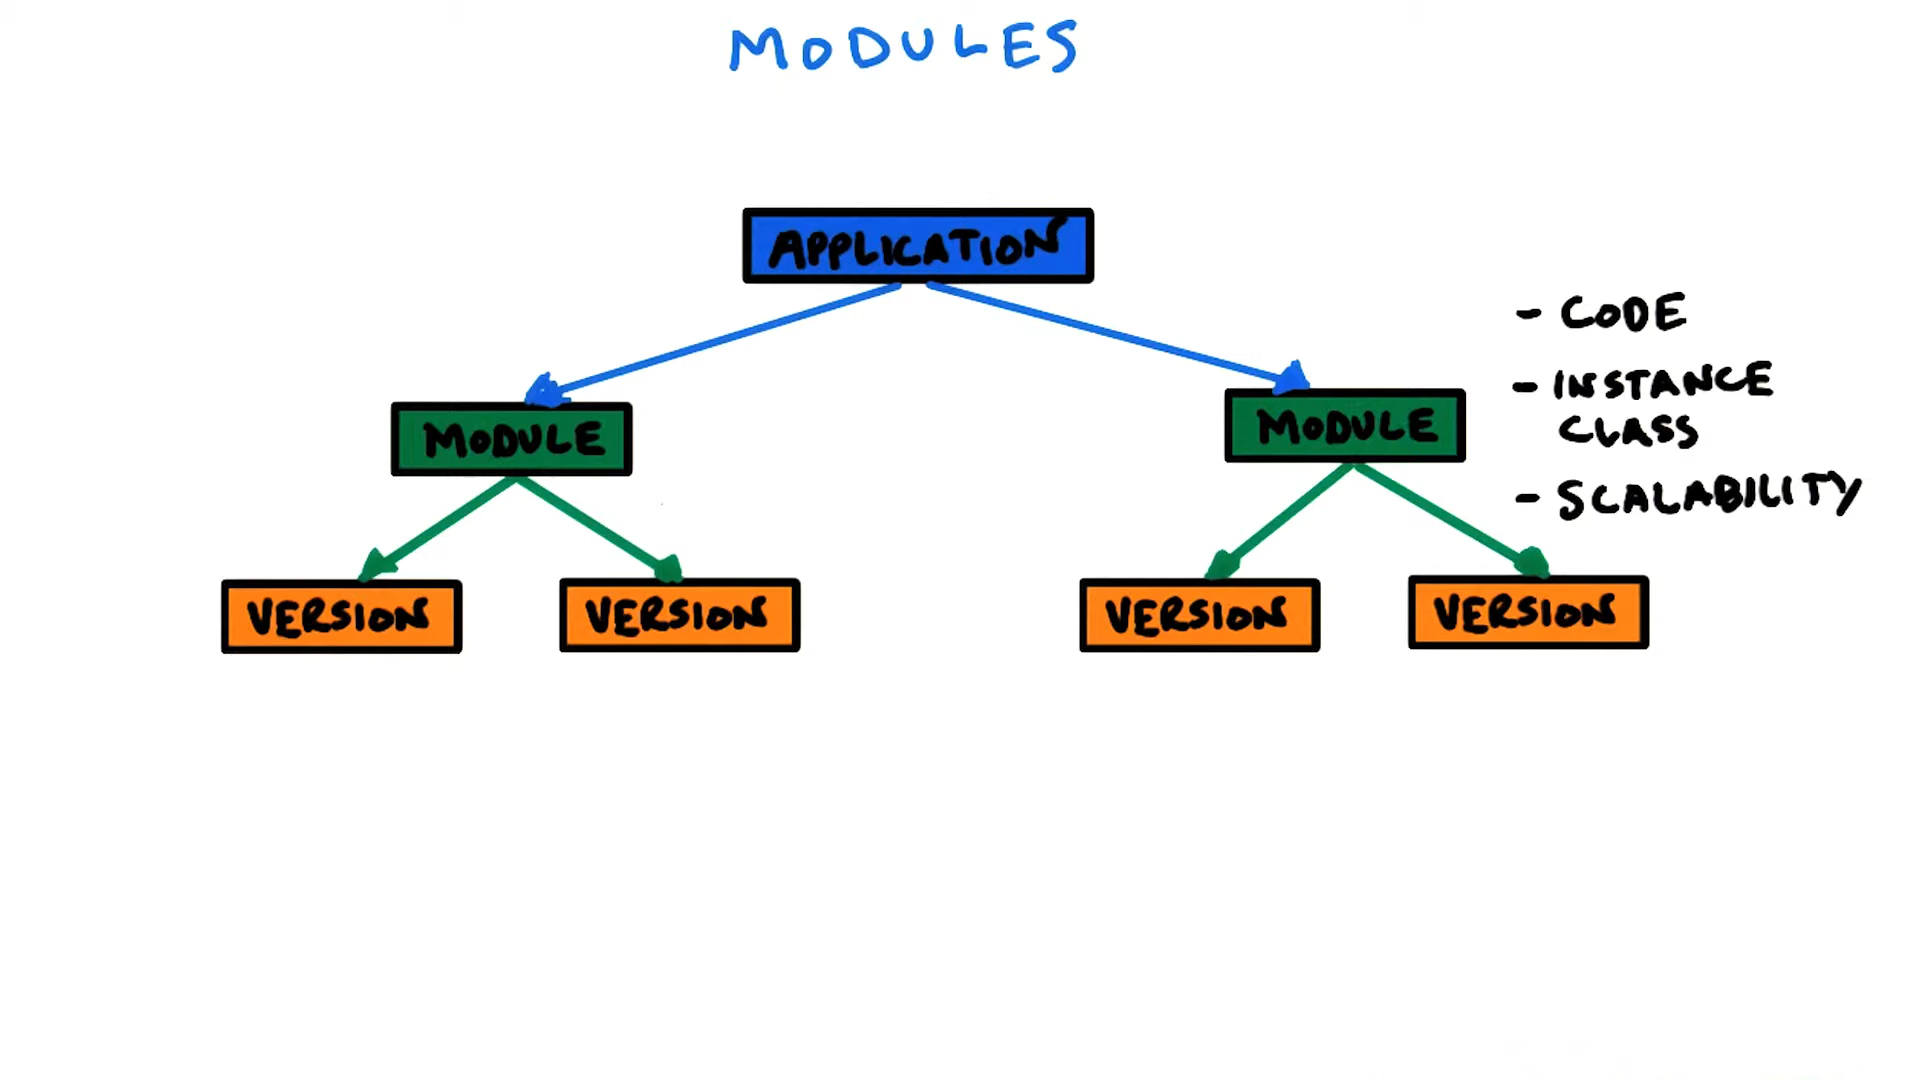 MODULES
APPLICATION
- CODE
- INSTANCE
CLASS
MODULE
MODULE
- SCALABILITY
VERSION
VERSION
VERSION
VERSION